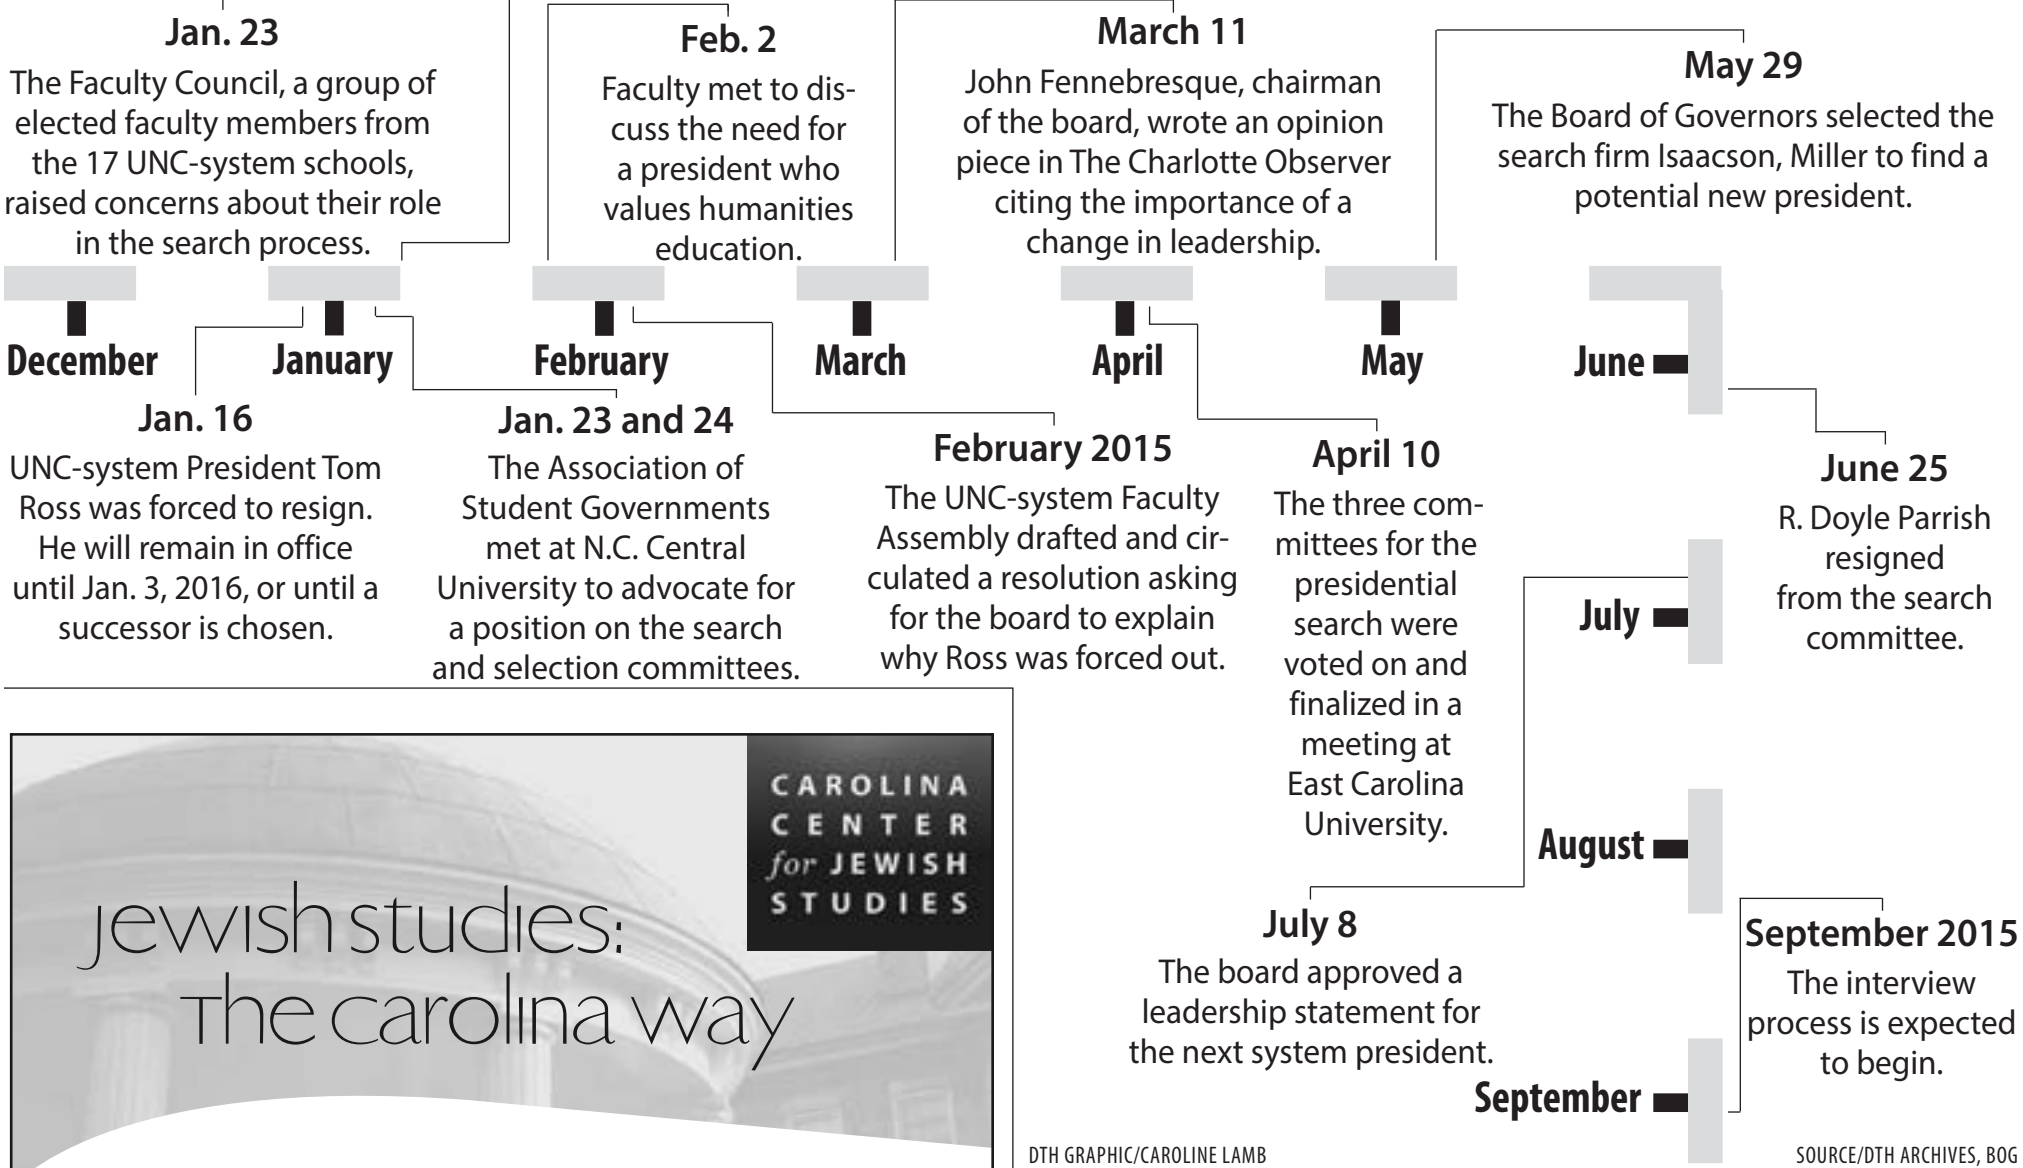 Jan. 23
The Faculty Council, a group of
elected faculty members from
the 17 UNC-system schools,
raised concerns about their role
in the search process.
Feb. 2
Faculty met to dis-
cuss the need for
a president who
values humanities
education.
March 11
John Fennebresque, chairman
of the board, wrote an opinion
piece in The Charlotte Observer
citing the importance of a
change in leadership.
May 29
The Board of Governors selected the
search firm Isaacson, Miller to find a
potential new president.
December
January
February
March
April
May
June
Jan. 16
UNC-system President Tom
Ross was forced to resign.
He will remain in office
until Jan. 3, 2016, or until a
successor is chosen.
Jan. 23 and 24
The Association of
Student Governments
met at N.C. Central
University to advocate for
a position on the search
and selection committees.
February 2015
The UNC-system Faculty
Assembly drafted and cir-
culated a resolution asking
for the board to explain
why Ross was forced out.
April 10
The three com-
mittees for the
presidential
search were
voted on and
finalized in a
meeting at
East Carolina
University.
June 25
R. Doyle Parrish
resigned
from the search
committee.
July
August
July 8
The board approved a
leadership statement for
the next system president.
September 2015
The interview
process is expected
to begin.
September
CAROLINA
CENTER
for JEWISH
STUDIES
Jewish studies:
The carolina way
DTH GRAPHIC/CAROLINE LAMB
SOURCE/DTH ARCHIVES, BOG